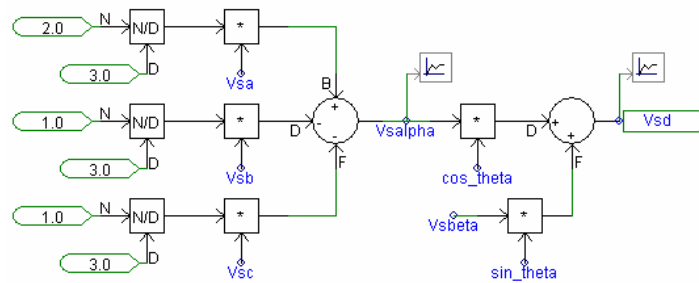 2.0 N N/D *
3.0 D Vsa
B
+
1.0 N N/D * D - - Vsalpha * D + + Vsd
3.0 D Vsb F cos_theta F
1.0 N N/D * Vsbeta *
3.0 D Vsc sin_theta